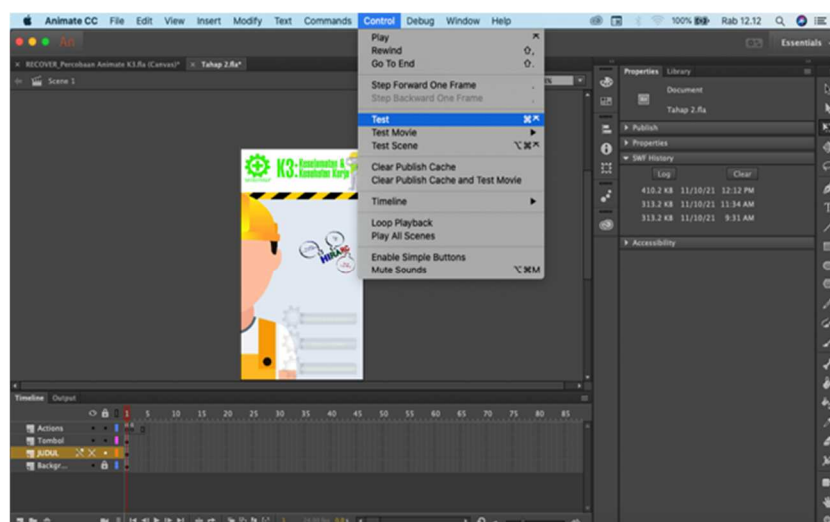 Animate CC File Edit View Insert Modify Text Commands Control Debug Window Help 100% Rab 12.12
An Essentials
RECOVER_Percobaan Animate K3.fla (Canvas)* Tahap 2.fla*
Scene 1
Play
Rewind
Go To End
Step Forward One Frame
Step Backward One Frame
Test
Test Movie
Test Scene
Clear Publish Cache
Clear Publish Cache and Test Movie
Timeline
Loop Playback
Play All Scenes
Enable Simple Buttons
Mute Sounds
K3: Keselamatan &
Kesehatan Kerja
HIRARC
Properties Library
Document
Tahap 2.fla
Publish
Properties
SWF History
Log Clear
410.2 KB 11/10/21 12:12 PM
313.2 KB 11/10/21 11:34 AM
313.2 KB 11/10/21 9:31 AM
Accessibility
Timeline Output
1 5 10 15 20 25 30 35 40 45 50 55 60 65 70 75 80 85
Actions
Tombol
JUDUL
Backgr...